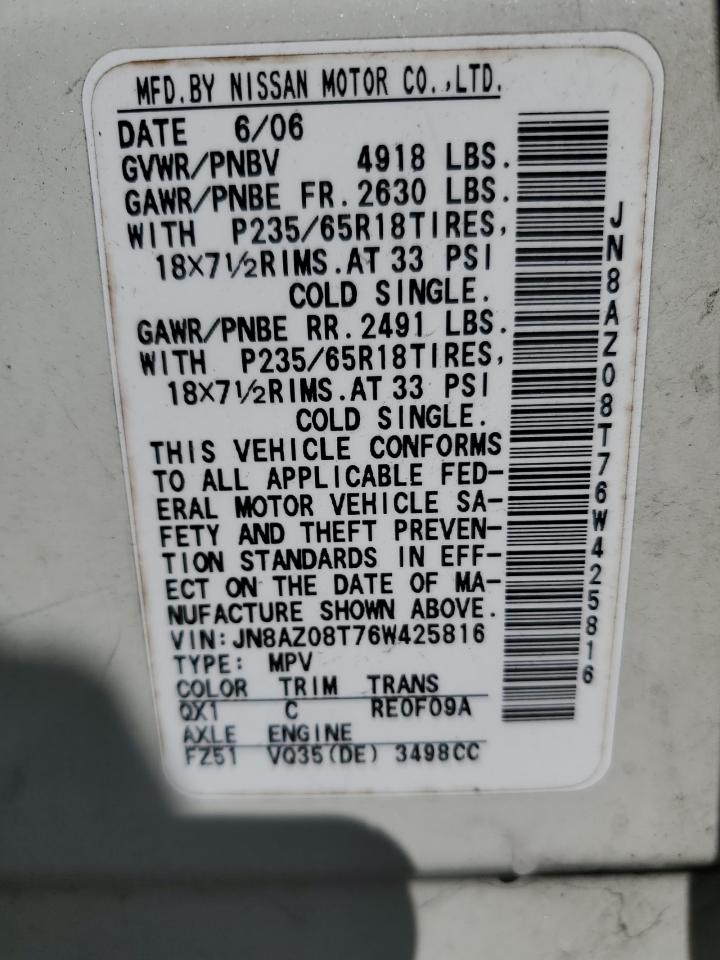 MFD.BY NISSAN MOTOR CO.,LTD.
DATE 6/06
GVWR/PNBV 4918 LBS.
GAWR/PNBE FR.2630 LBS.
WITH P235/65R18TIRES,
18X7½RIMS.AT 33 PSI
COLD SINGLE.
GAWR/PNBE RR.2491 LBS.
WITH P235/65R18TIRES,
18X7½RIMS.AT 33 PSI
COLD SINGLE.
THIS VEHICLE CONFORMS
TO ALL APPLICABLE FED-
ERAL MOTOR VEHICLE SA-
FETY AND THEFT PREVEN-
TION STANDARDS IN EFF-
ECT ON THE DATE OF MA-
NUFACTURE SHOWN ABOVE.
VIN:JN8AZ08T76W425816
TYPE: MPV
COLOR TRIM TRANS
QX1 C RE0F09A
AXLE ENGINE
FZ51 VQ35(DE) 3498CC
JN8AZ08T76W425816